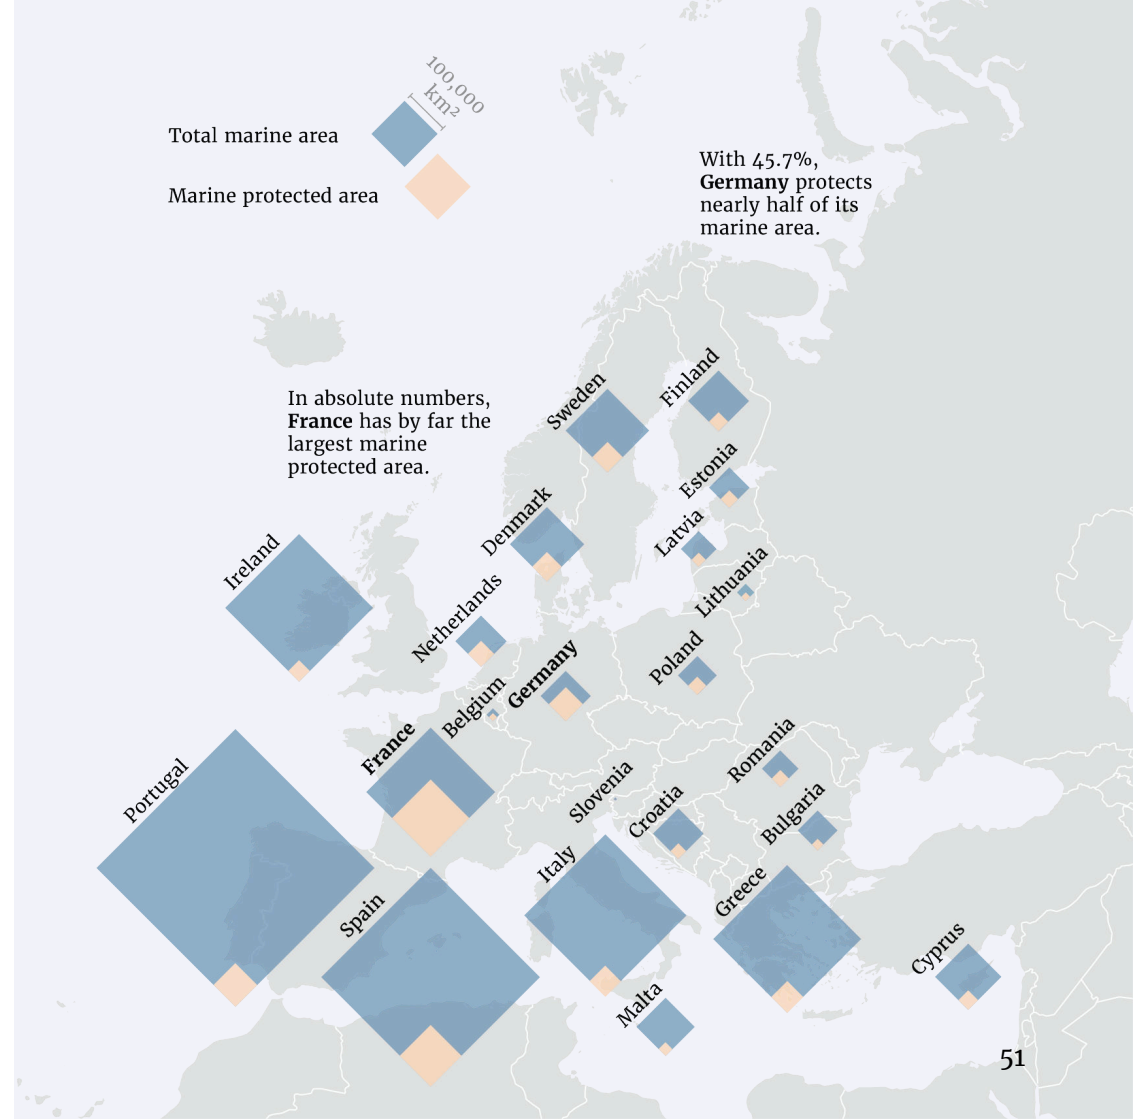 100,000
km²
Total marine area
Marine protected area
With 45.7%,
Germany protects
nearly half of its
marine area.
In absolute numbers,
France has by far the
largest marine
protected area.
Sweden
Finland
Estonia
Denmark
Latvia
Ireland
Lithuania
Netherlands
Poland
Germany
Belgium
France
Romania
Portugal
Slovenia
Croatia
Bulgaria
Italy
Greece
Spain
Cyprus
Malta
51